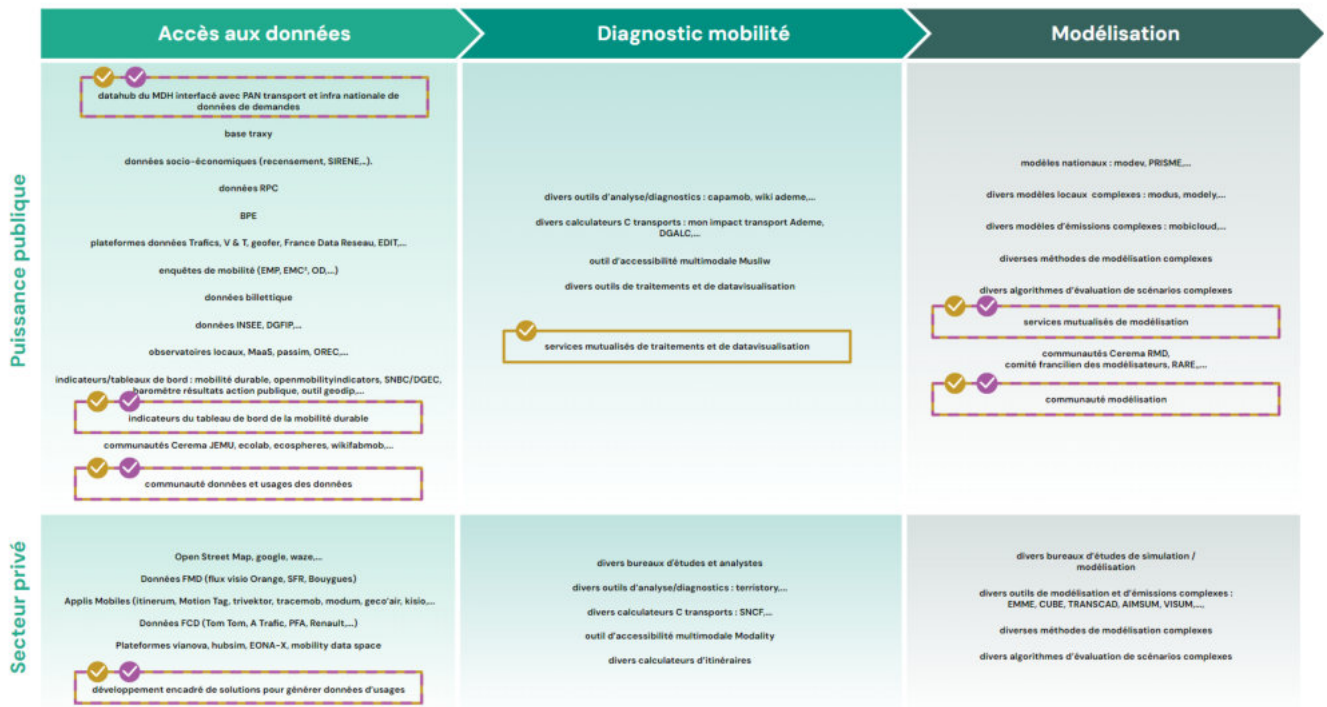 Accès aux données
Diagnostic mobilité
Modélisation
Puissance publique
datahub du MDH interfacé avec PAN transport et infra nationale de
données de demandes
base traxy
données socio-économiques (recensement, SIRENE,...).
données RPC
BPE
plateformes données Trafics, V & T, geofer, France Data Reseau, EDIT,...
enquêtes de mobilité (EMP, EMC², OD,...)
données billettique
données INSEE, DGFIP,...
observatoires locaux, MaaS, passim, OREC,...
indicateurs/tableaux de bord : mobilité durable, openmobilityindicators, SNBC/DGEC,
baromètre résultats action publique, outil geodip,...
indicateurs du tableau de bord de la mobilité durable
communautés Cerema JEMU, ecolab, ecospheres, wikifabmob,...
communauté données et usages des données
divers outils d'analyse/diagnostics : capamob, wiki ademe,...
divers calculateurs C transports : mon impact transport Ademe,
DGALC,...
outil d'accessibilité multimodale Musliw
divers outils de traitements et de datavisualisation
services mutualisés de traitements et de datavisualisation
modèles nationaux : modev, PRISME,...
divers modèles locaux complexes : modus, modely,...
divers modèles d'émissions complexes : mobicloud,...
diverses méthodes de modélisation complexes
divers algorithmes d'évaluation de scénarios complexes
services mutualisés de modélisation
communautés Cerema RMD,
comité francilien des modélisateurs, RARE,...
communauté modélisation
Secteur privé
Open Street Map, google, waze,...
Données FMD (flux visio Orange, SFR, Bouygues)
Applis Mobiles (itinerum, Motion Tag, trivektor, tracemob, modum, geco'air, kisio,...
Données FCD (Tom Tom, A Trafic, PFA, Renault,...)
Plateformes vianova, hubsim, EONA-X, mobility data space
développement encadré de solutions pour générer données d'usages
divers bureaux d'études et analystes
divers outils d'analyse/diagnostics : terristory,...
divers calculateurs C transports : SNCF,...
outil d'accessibilité multimodale Modality
divers calculateurs d'itinéraires
divers bureaux d'études de simulation /
modélisation
divers outils de modélisation et d'émissions complexes :
EMME, CUBE, TRANSCAD, AIMSUM, VISUM,...,
diverses méthodes de modélisation complexes
divers algorithmes d'évaluation de scénarios complexes